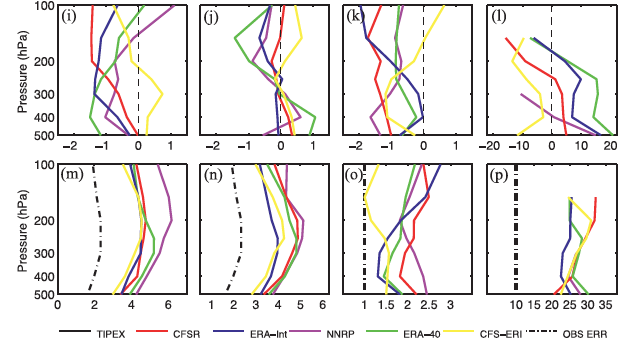 (i) (j) (k) (l)
Pressure (hPa)
100
200
300
400
500
−2 −1 0 1
−2 −1 0 1
−2 −1 0 1
−20 −10 0 10 20
(m) (n) (o) (p)
Pressure (hPa)
100
200
300
400
500
0 2 4 6
0 1 2 3 4 5 6
1 1.5 2 2.5 3
10 15 20 25 30 35
TIPEX CFSR ERA−Int NNRP ERA−40 CFS−ERI OBS ERR